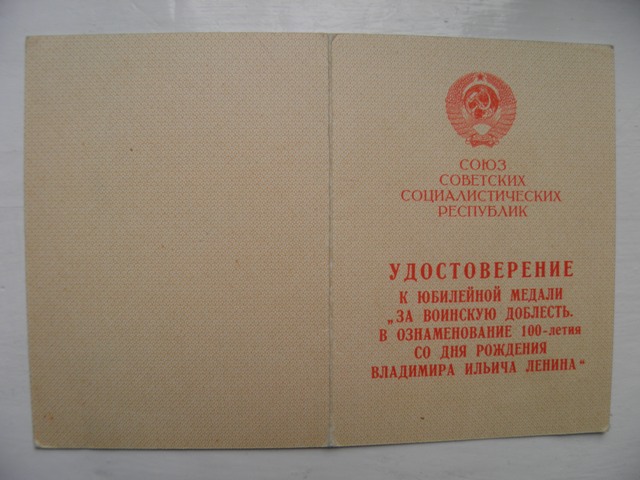 СОЮЗ
СОВЕТСКИХ
СОЦИАЛИСТИЧЕСКИХ
РЕСПУБЛИК
УДОСТОВЕРЕНИЕ
К ЮБИЛЕЙНОЙ МЕДАЛИ
„ЗА ВОИНСКУЮ ДОБЛЕСТЬ.
В ОЗНАМЕНОВАНИЕ 100-летия
СО ДНЯ РОЖДЕНИЯ
ВЛАДИМИРА ИЛЬИЧА ЛЕНИНА“